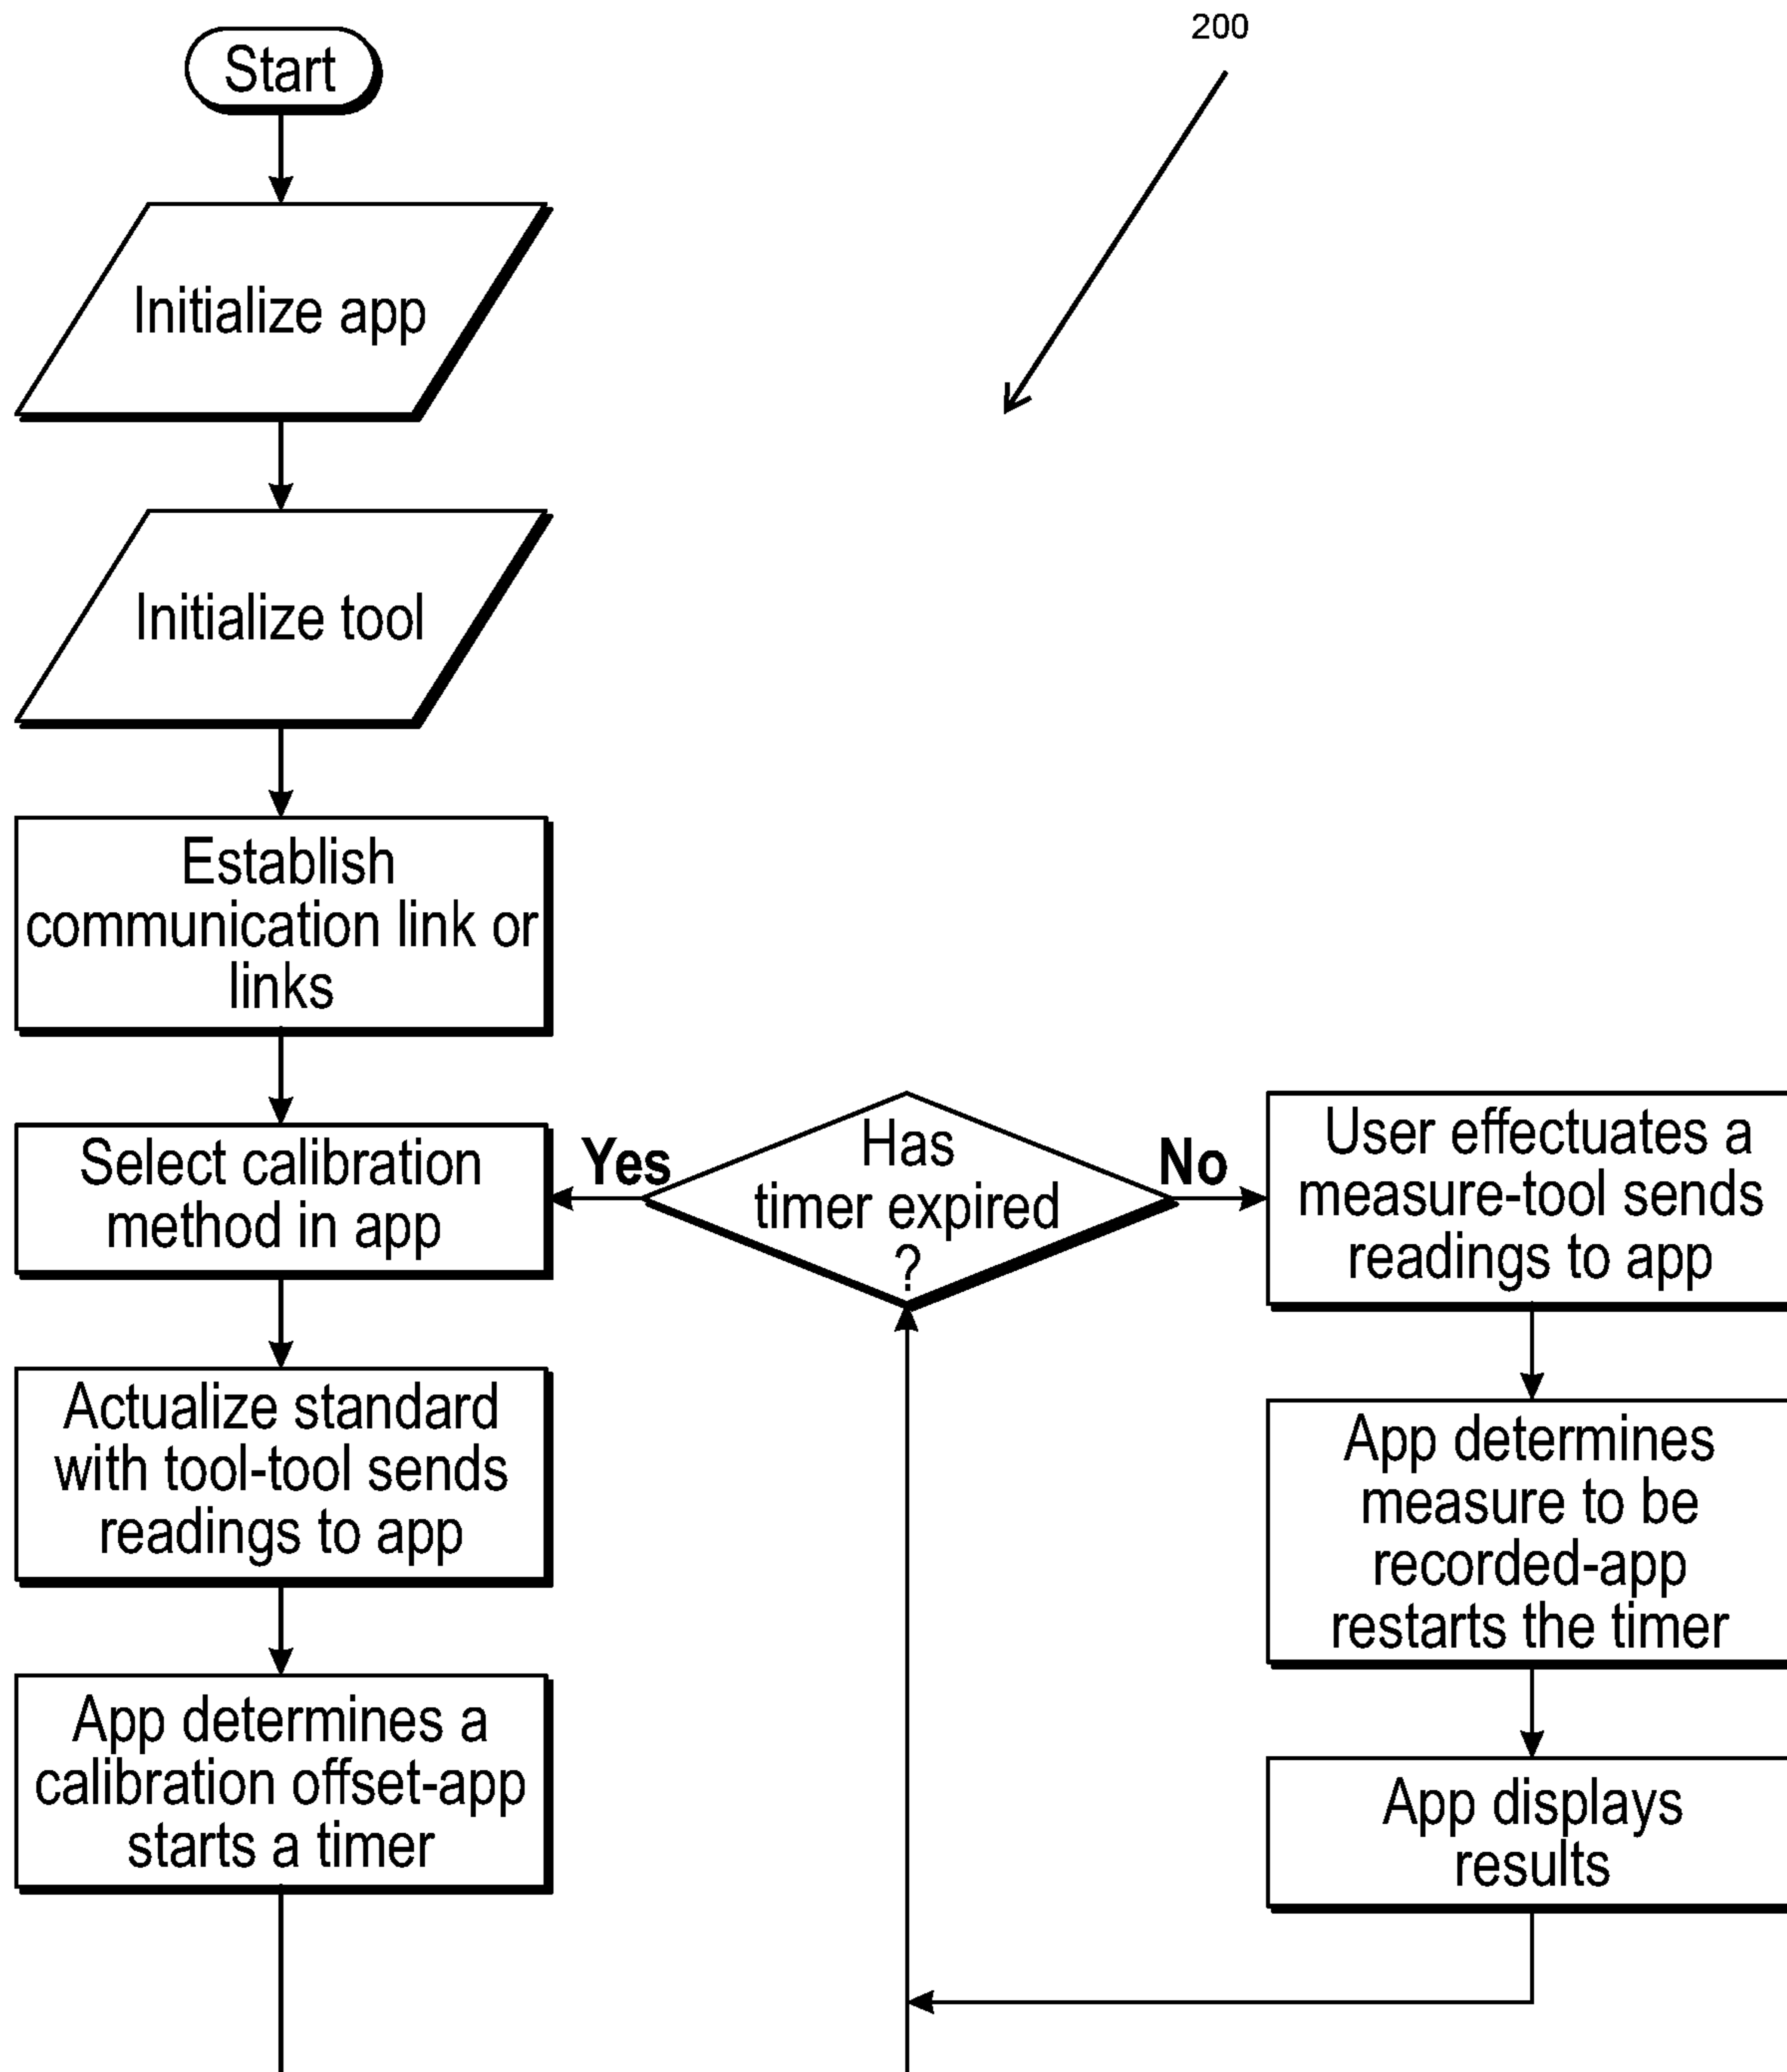 200
Start
Initialize app
Initialize tool
Establish
communication link or
links
Select calibration
method in app
Actualize standard
with tool-tool sends
readings to app
App determines a
calibration offset-app
starts a timer
Yes
Has
timer expired
?
No
User effectuates a
measure-tool sends
readings to app
App determines
measure to be
recorded-app
restarts the timer
App displays
results